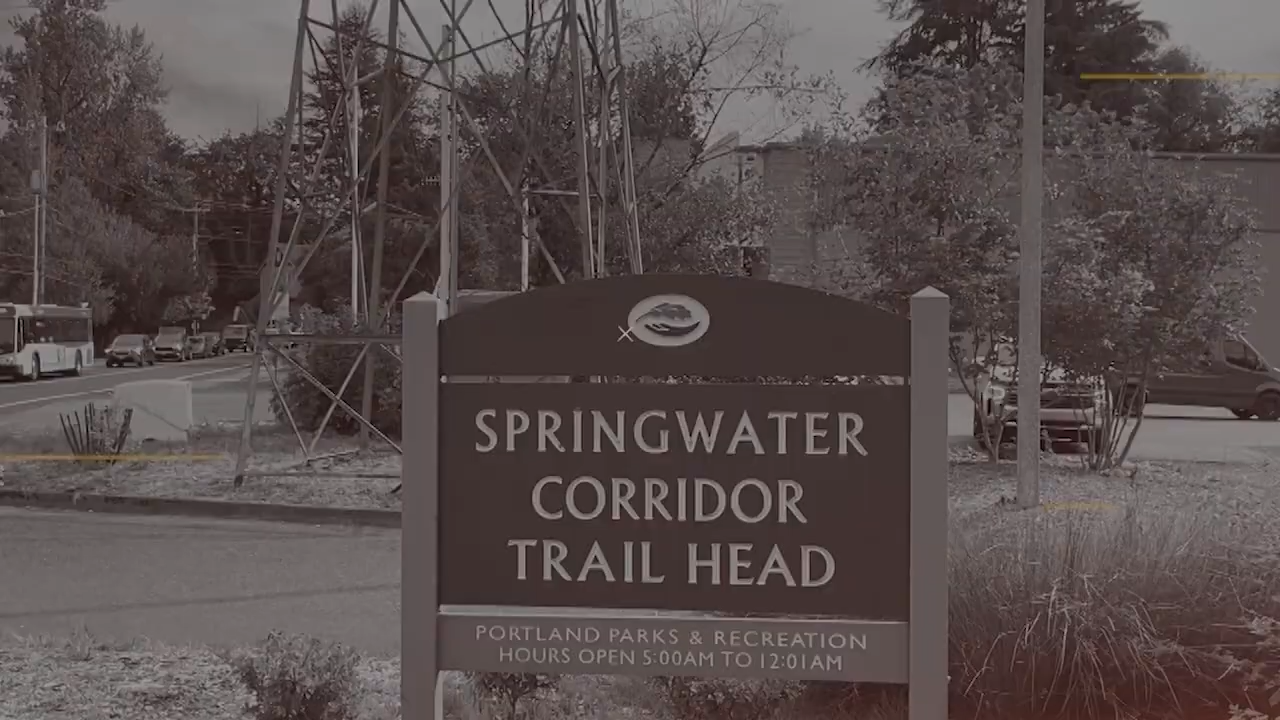 SPRINGWATER
CORRIDOR
TRAIL HEAD
PORTLAND PARKS & RECREATION
HOURS OPEN 5:00AM TO 12:01AM